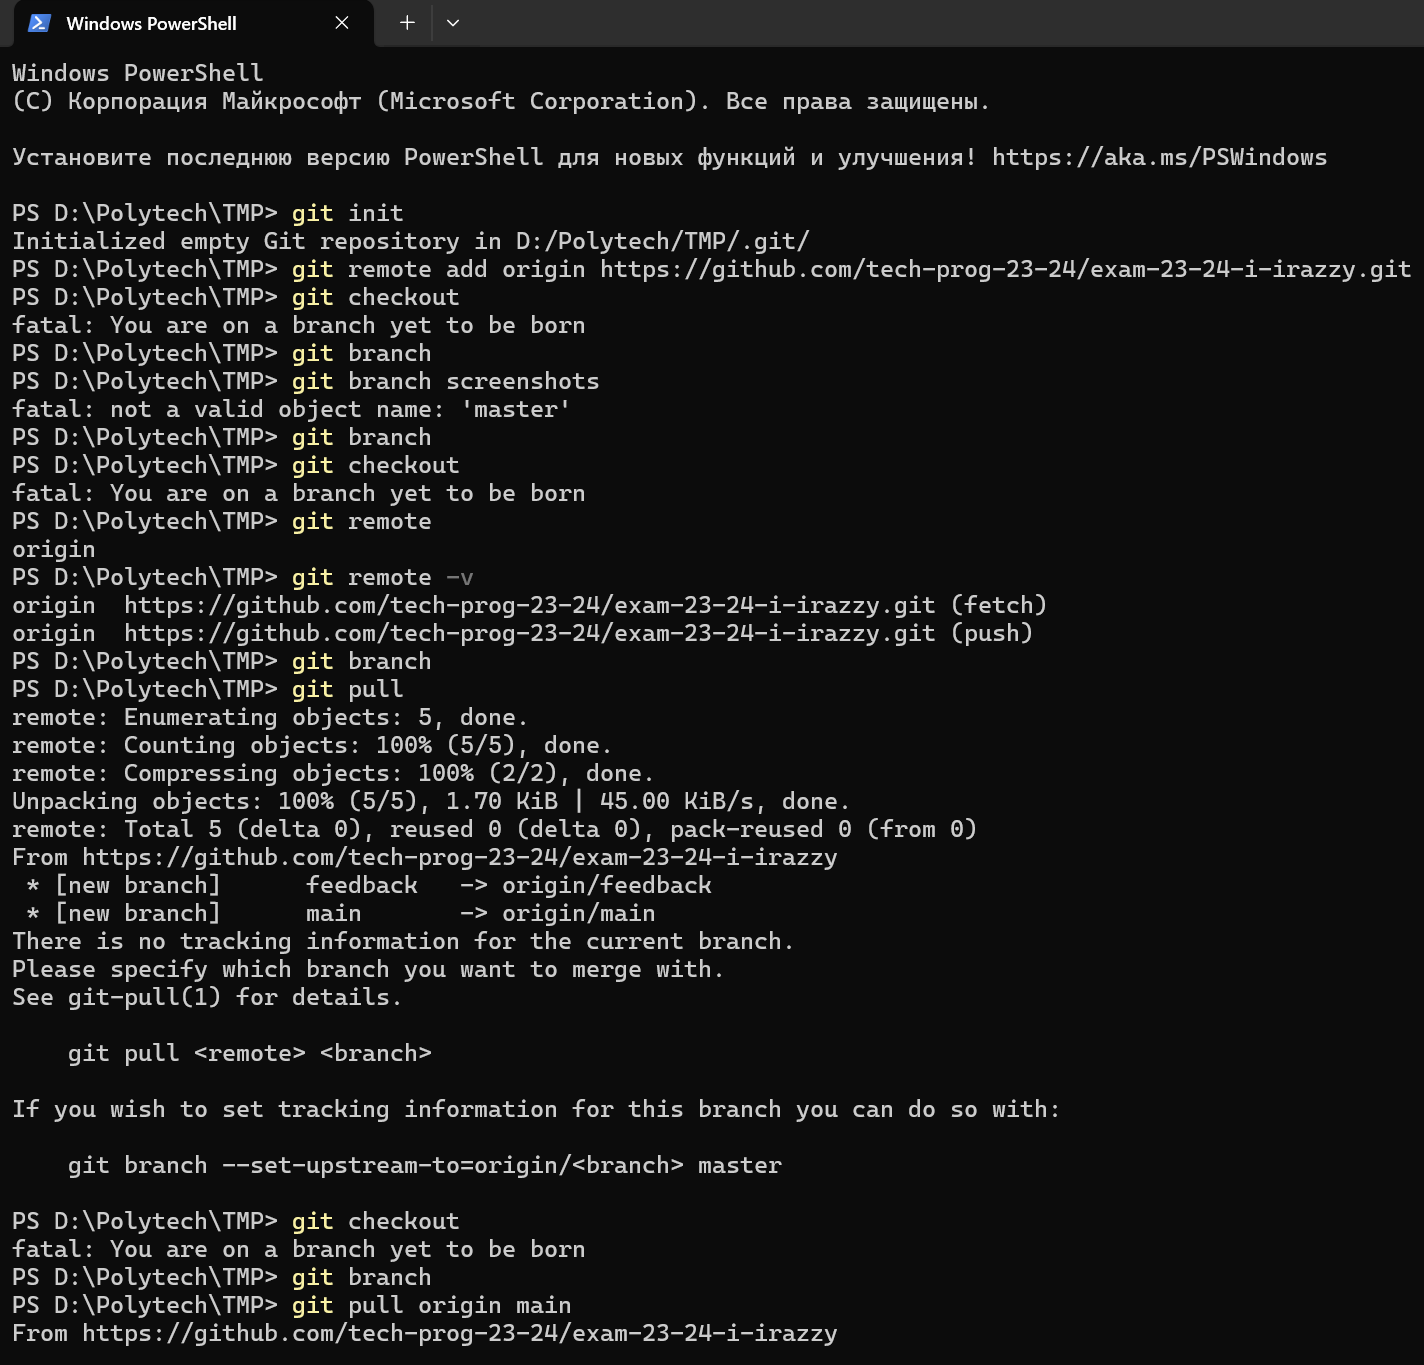 Windows PowerShell
Windows PowerShell
(C) Корпорация Майкрософт (Microsoft Corporation). Все права защищены.
Установите последнюю версию PowerShell для новых функций и улучшения! https://aka.ms/PSWindows
PS D:\Polytech\TMP> git init
Initialized empty Git repository in D:/Polytech/TMP/.git/
PS D:\Polytech\TMP> git remote add origin https://github.com/tech-prog-23-24/exam-23-24-i-irazzy.git
PS D:\Polytech\TMP> git checkout
fatal: You are on a branch yet to be born
PS D:\Polytech\TMP> git branch
PS D:\Polytech\TMP> git branch screenshots
fatal: not a valid object name: 'master'
PS D:\Polytech\TMP> git branch
PS D:\Polytech\TMP> git checkout
fatal: You are on a branch yet to be born
PS D:\Polytech\TMP> git remote
origin
PS D:\Polytech\TMP> git remote -v
origin  https://github.com/tech-prog-23-24/exam-23-24-i-irazzy.git (fetch)
origin  https://github.com/tech-prog-23-24/exam-23-24-i-irazzy.git (push)
PS D:\Polytech\TMP> git branch
PS D:\Polytech\TMP> git pull
remote: Enumerating objects: 5, done.
remote: Counting objects: 100% (5/5), done.
remote: Compressing objects: 100% (2/2), done.
Unpacking objects: 100% (5/5), 1.70 KiB | 45.00 KiB/s, done.
remote: Total 5 (delta 0), reused 0 (delta 0), pack-reused 0 (from 0)
From https://github.com/tech-prog-23-24/exam-23-24-i-irazzy
 * [new branch]      feedback   -> origin/feedback
 * [new branch]      main       -> origin/main
There is no tracking information for the current branch.
Please specify which branch you want to merge with.
See git-pull(1) for details.
    git pull <remote> <branch>
If you wish to set tracking information for this branch you can do so with:
    git branch --set-upstream-to=origin/<branch> master
PS D:\Polytech\TMP> git checkout
fatal: You are on a branch yet to be born
PS D:\Polytech\TMP> git branch
PS D:\Polytech\TMP> git pull origin main
From https://github.com/tech-prog-23-24/exam-23-24-i-irazzy